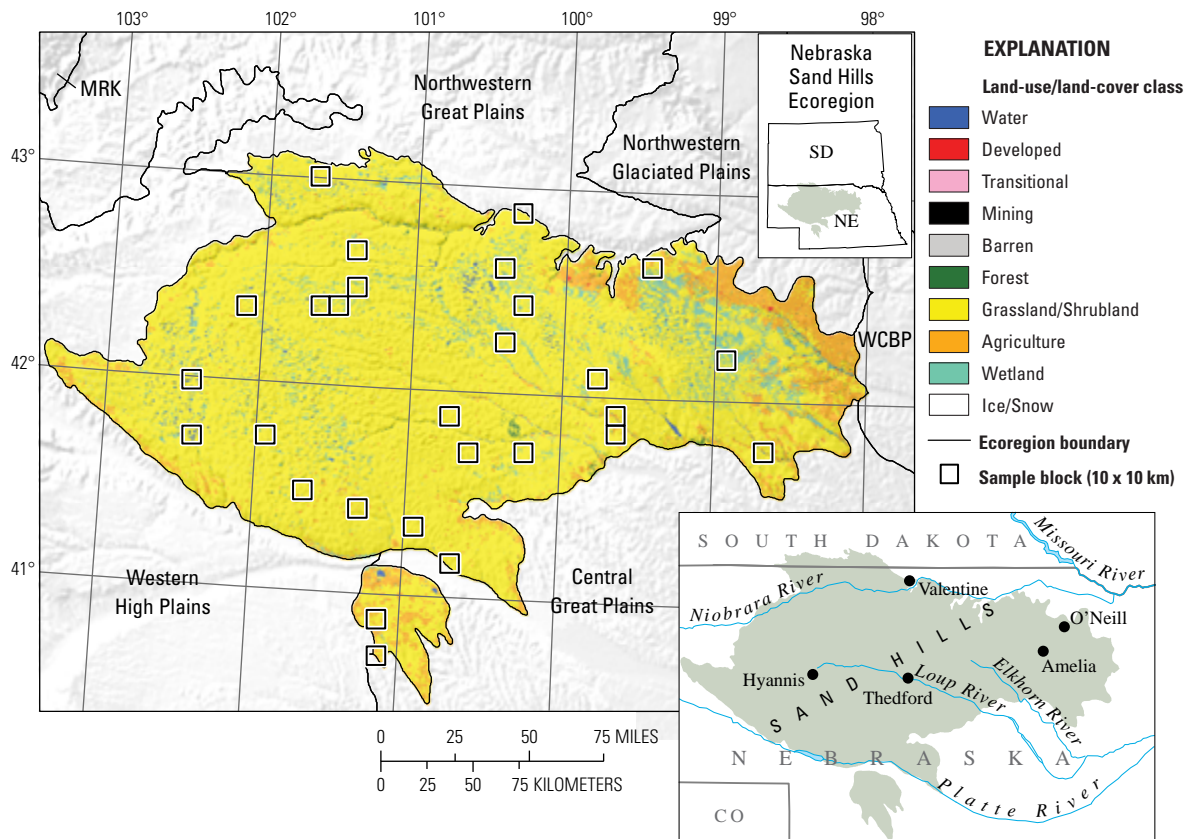 103°
102°
101°
100°
99°
98°
MRK
Northwestern
Great Plains
Northwestern
Glaciated Plains
43°
42°
41°
WCBP
Western
High Plains
Central
Great Plains
Nebraska
Sand Hills
Ecoregion
SD
NE
EXPLANATION
Land-use/land-cover class
Water
Developed
Transitional
Mining
Barren
Forest
Grassland/Shrubland
Agriculture
Wetland
Ice/Snow
Ecoregion boundary
Sample block (10 x 10 km)
0 25 50 75 MILES
0 25 50 75 KILOMETERS
SOUTH DAKOTA
Missouri River
Niobrara River
Valentine
O'Neill
Amelia
SAND HILLS
Hyannis
Thedford
Loup River
Elkhorn River
NEBRASKA
Platte River
CO